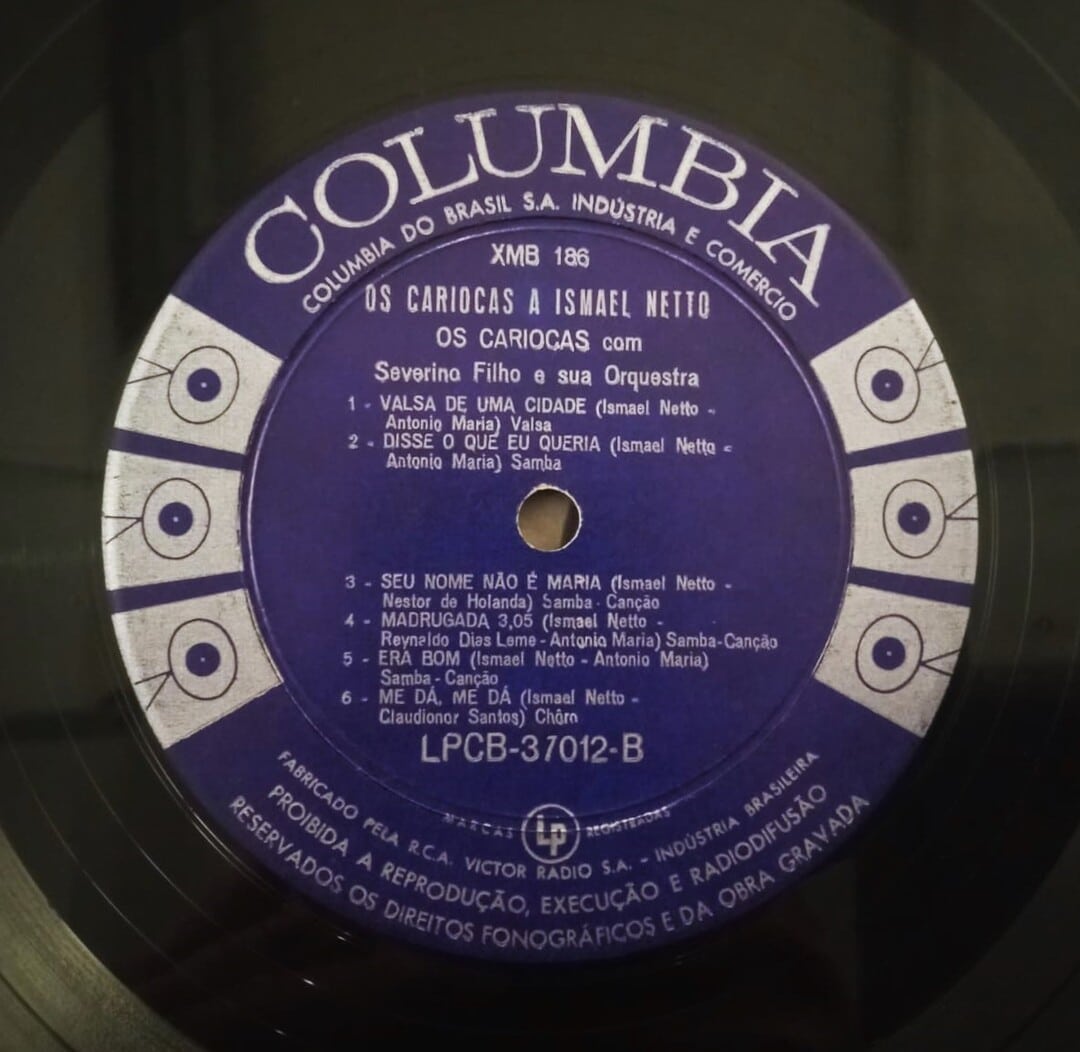 COLUMBIA
COLUMBIA DO BRASIL S.A. INDÚSTRIA E COMERCIO
XMB 186
OS CARIOCAS A ISMAEL NETTO
OS CARIOCAS com
Severino Filho e sua Orquestra
1 - VALSA DE UMA CIDADE (Ismael Netto -
Antonio Maria) Valsa
2 - DISSE O QUE EU QUERIA (Ismael Netto -
Antonio Maria) Samba
3 - SEU NOME NÃO É MARIA (Ismael Netto -
Nestor de Holanda) Samba - Canção
4 - MADRUGADA 3,05 (Ismael Netto -
Reynaldo Dias Leme - Antonio Maria) Samba-Canção
5 - ERA BOM (Ismael Netto - Antonio Maria)
Samba - Canção
6 - ME DÁ, ME DÁ (Ismael Netto -
Claudionor Santos) Chôro
LPCB-37012-B
MARCAS Lp REGISTRADAS
FABRICADO PELA R.C.A. VICTOR RADIO S.A. - INDÚSTRIA BRASILEIRA
PROIBIDA A REPRODUÇÃO, EXECUÇÃO E RADIODIFUSÃO
RESERVADOS OS DIREITOS FONOGRÁFICOS E DA OBRA GRAVADA